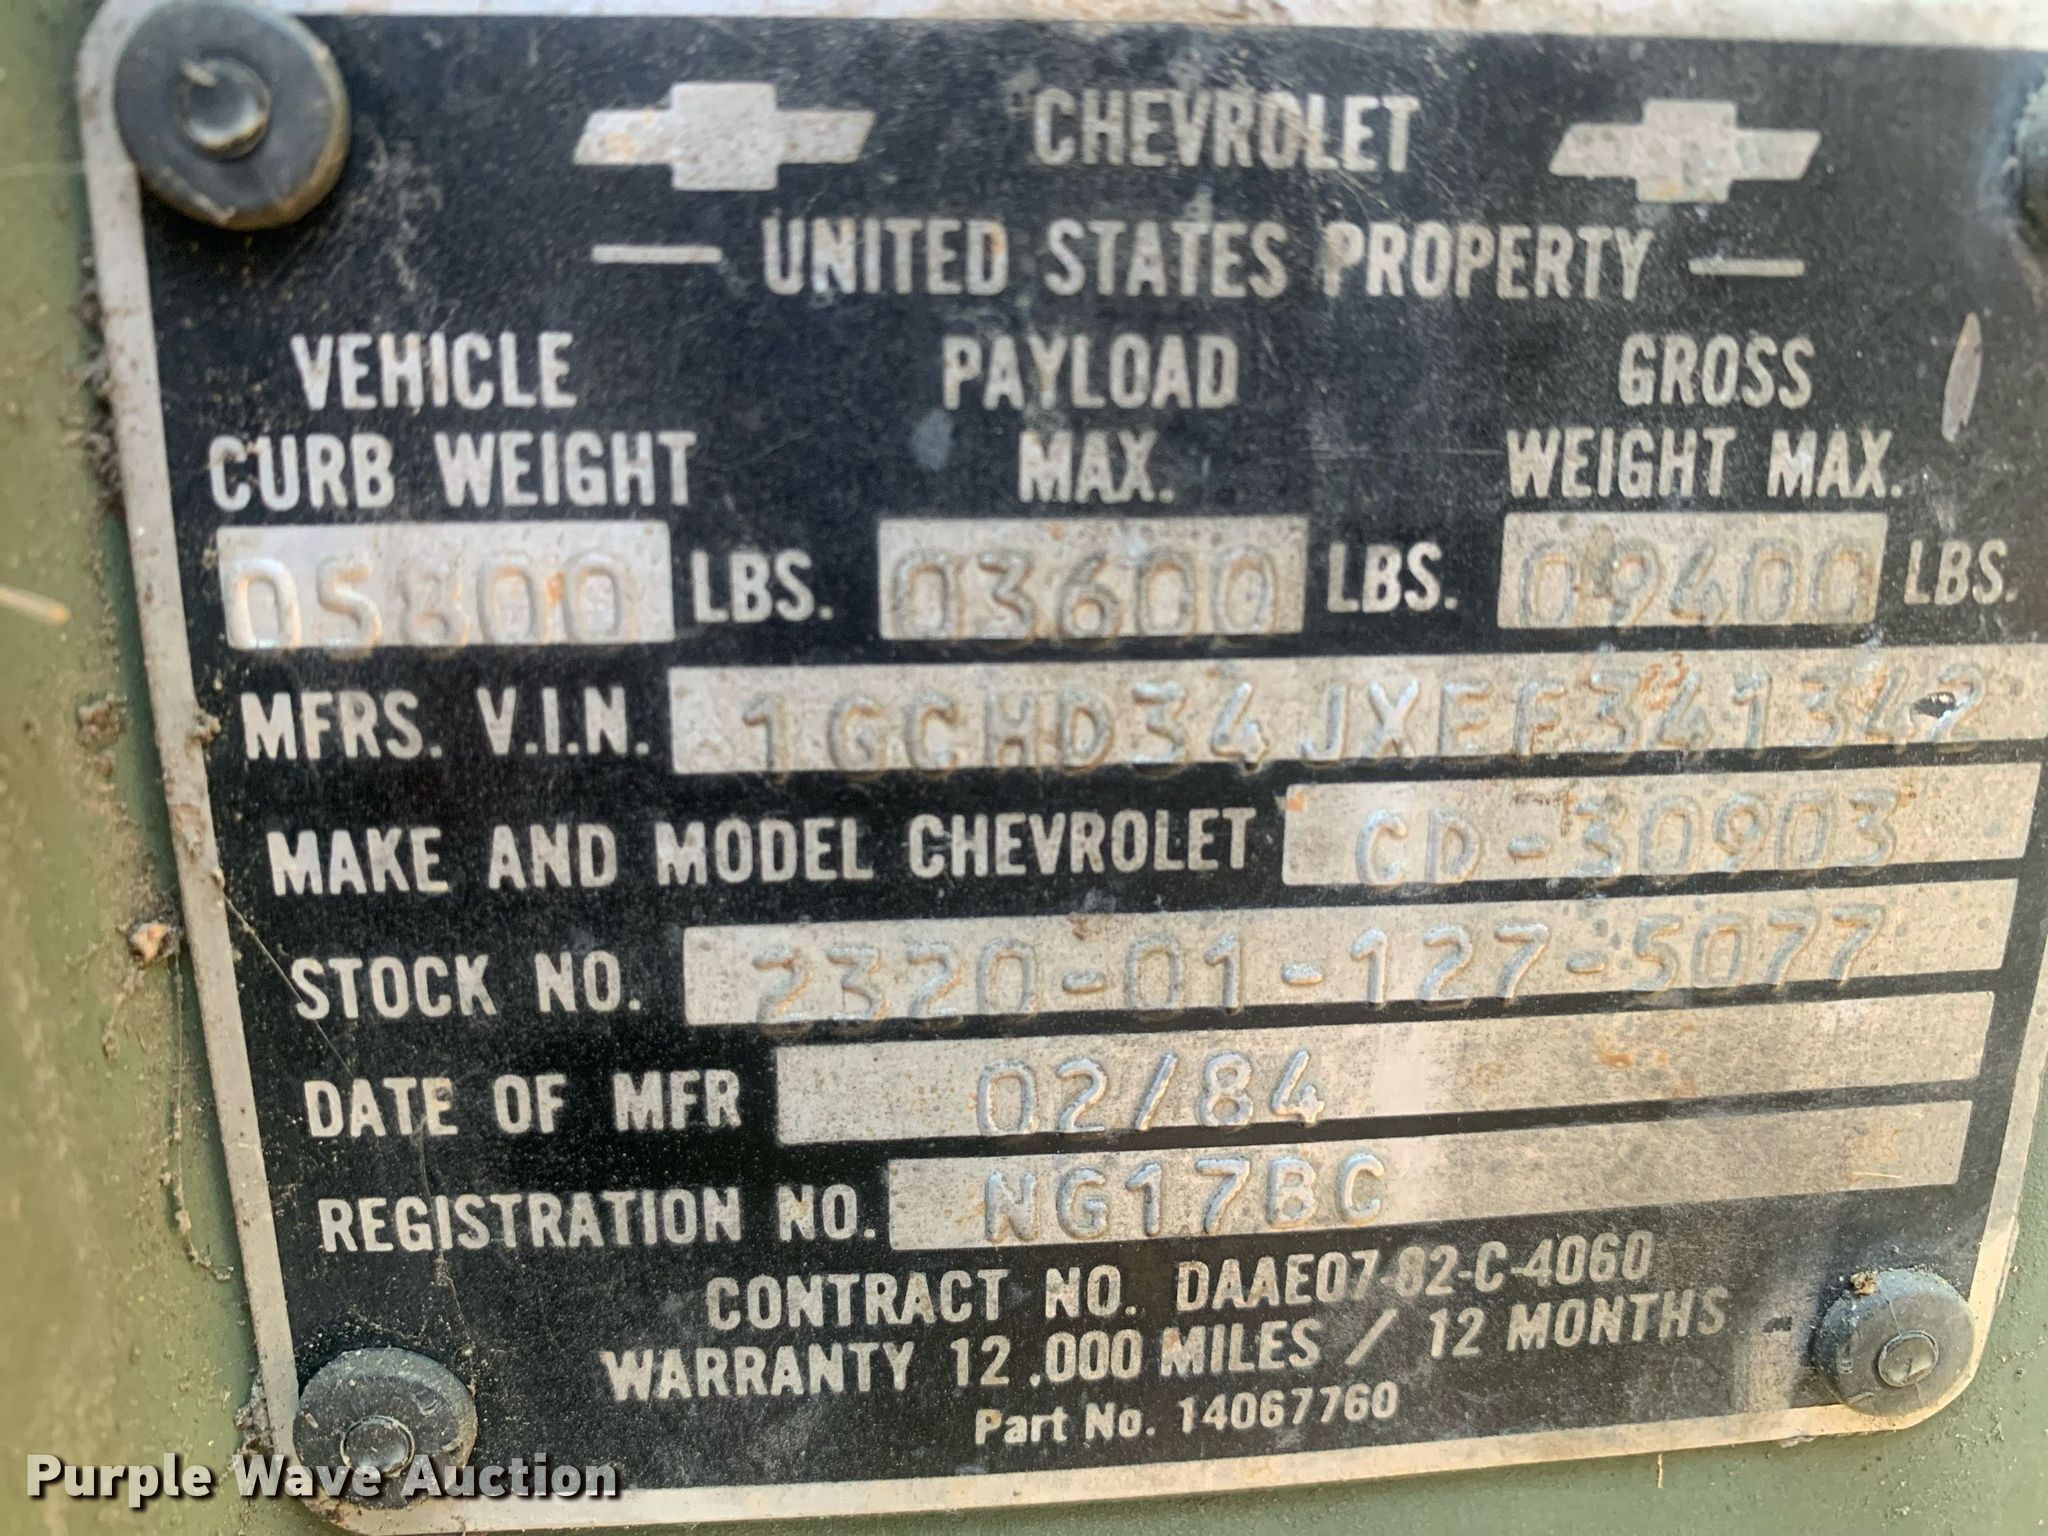 CHEVROLET
— UNITED STATES PROPERTY —
VEHICLE CURB WEIGHT PAYLOAD MAX. GROSS WEIGHT MAX.
05800 LBS. 03600 LBS. 09400 LBS.
MFRS. V.I.N. 1GCHD34JXEF341342
MAKE AND MODEL CHEVROLET CD-30903
STOCK NO. 2320-01-127-5077
DATE OF MFR 02/84
REGISTRATION NO. NG17BC
CONTRACT NO. DAAE07-82-C-4060
WARRANTY 12,000 MILES / 12 MONTHS
Part No. 14067760
Purple Wave Auction